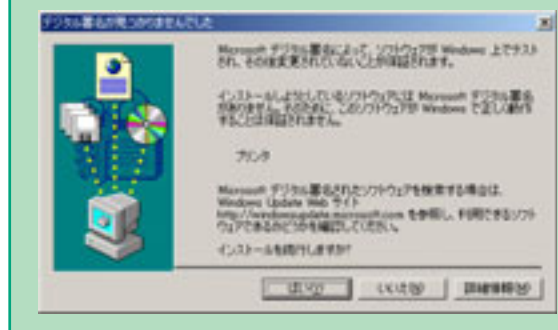 デジタル署名が見つかりませんでした
Microsoft デジタル署名によって、ソフトウェアが Windows 上でテスト
され、その後変更されていないことが保証されます。
インストールしようとしているソフトウェアには Microsoft デジタル署名
がありません。そのために、このソフトウェアが Windows で正しく動作
することは保証されません。
プリンタ
Microsoft デジタル署名されたソフトウェアを検索する場合は、
Windows Update Web サイト
http://windowsupdate.microsoft.com を参照し、利用できるソフト
ウェアであるかどうかを確認してください。
インストールを続行しますか?
はい(Y) いいえ(N) 詳細情報(M)